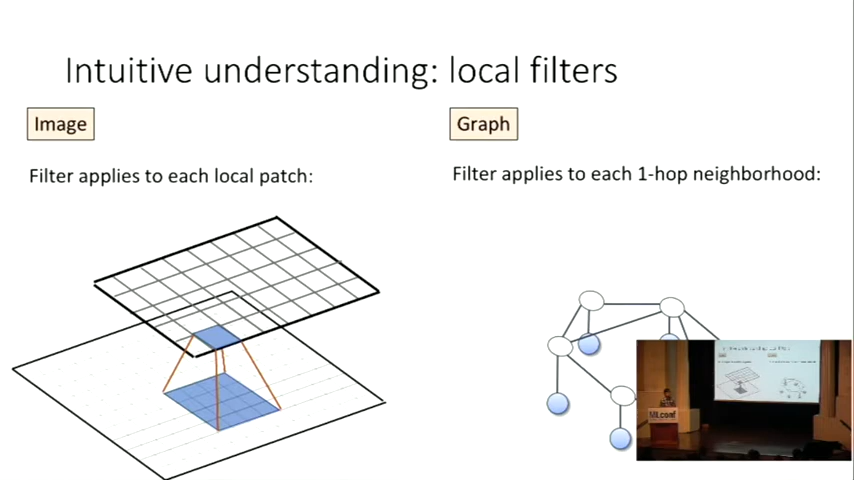 Intuitive understanding: local filters
Image
Graph
Filter applies to each local patch:
Filter applies to each 1-hop neighborhood:
MLconf